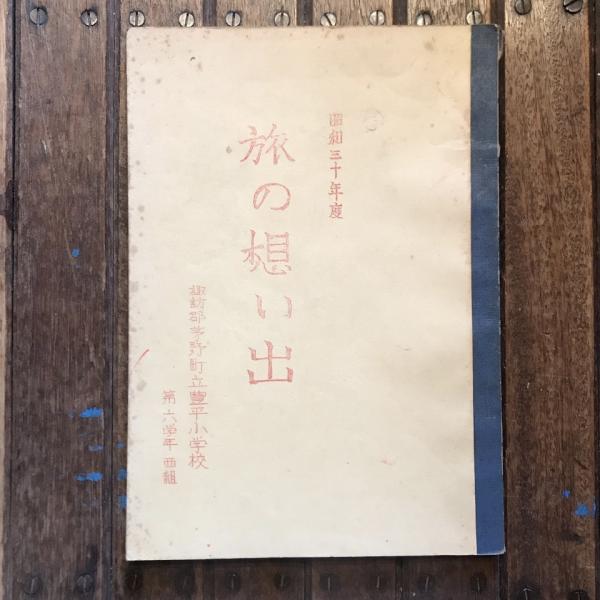 昭和三十年度
旅の想い出
諏訪郡茅野町立豊平小学校
第六学年 西組